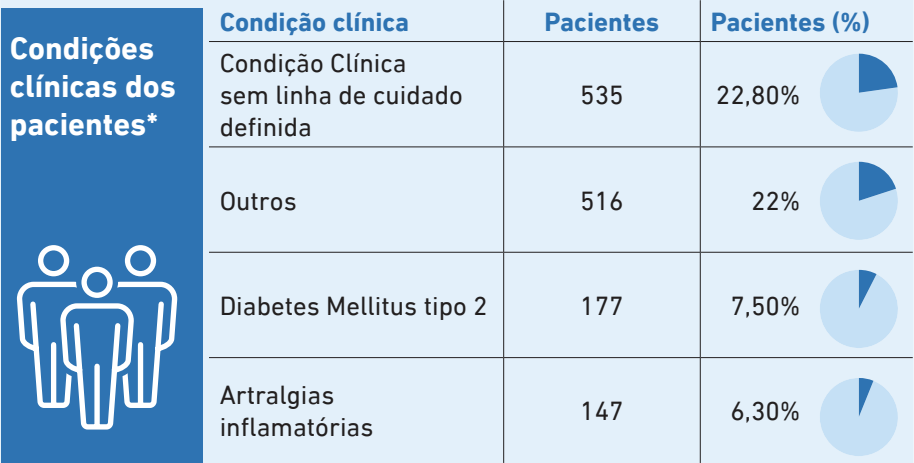 Condições
clínicas dos
pacientes*
Condição clínica
Pacientes
Pacientes (%)
Condição Clínica
sem linha de cuidado
definida
535
22,80%
Outros
516
22%
Diabetes Mellitus tipo 2
177
7,50%
Artralgias
inflamatórias
147
6,30%